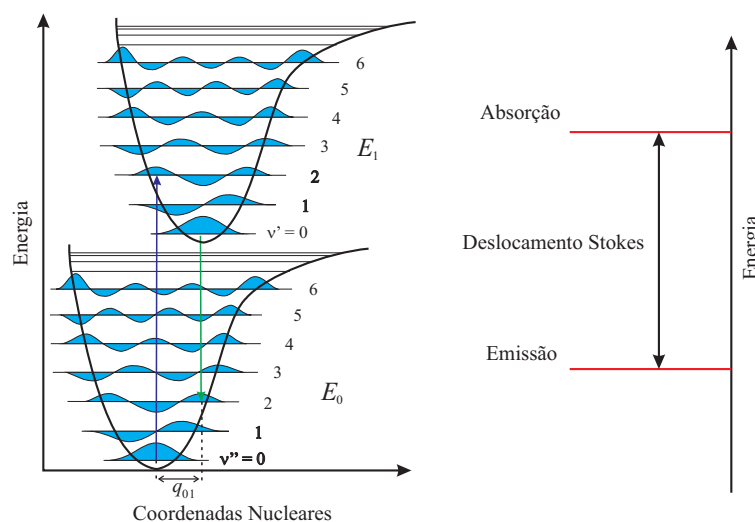 Energia
6
5
4
3
E₁
2
1
ν' = 0
6
5
4
3
E₀
2
1
ν'' = 0
q₀₁
Coordenadas Nucleares
Absorção
Deslocamento Stokes
Emissão
Energia